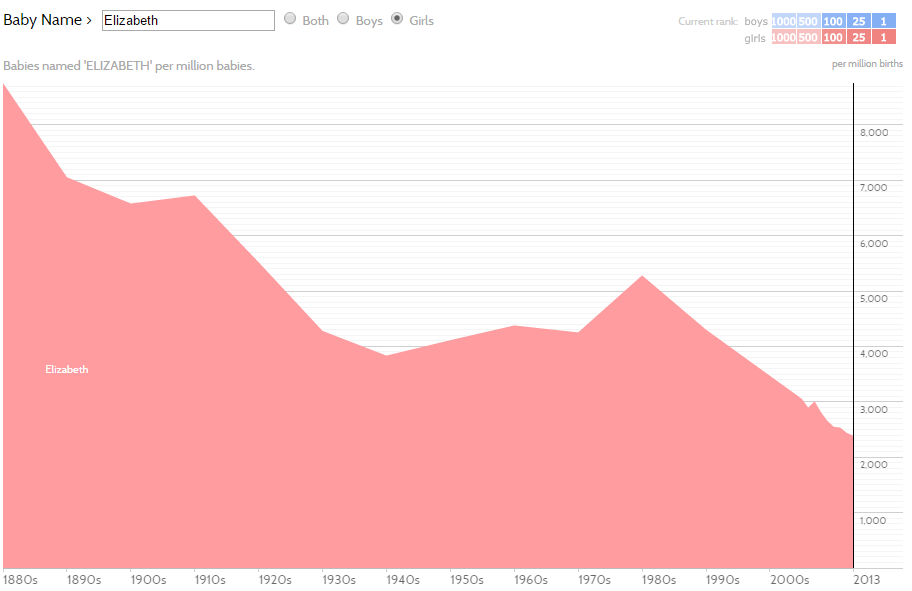 Baby Name > Elizabeth Both Boys Girls
Current rank: boys 1000 500 100 25 1
girls 1000 500 100 25 1
Babies named 'ELIZABETH' per million babies.
per million births
8,000
7,000
6,000
5,000
4,000
Elizabeth
3,000
2,000
1,000
1880s 1890s 1900s 1910s 1920s 1930s 1940s 1950s 1960s 1970s 1980s 1990s 2000s 2013